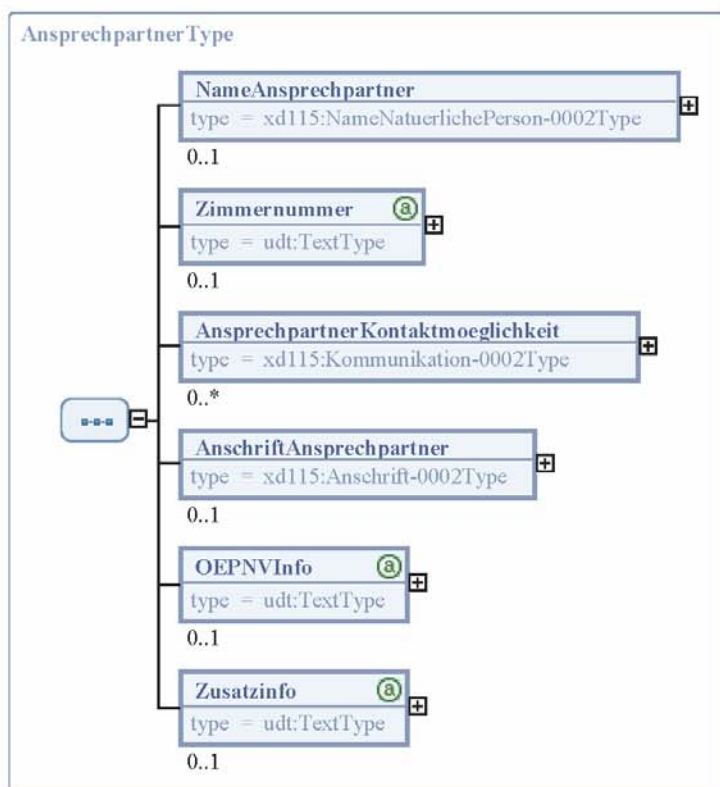 AnsprechpartnerType
NameAnsprechpartner
type = xd115:NameNatuerlichePerson-0002Type
0..1
Zimmernummer a
type = udt:TextType
0..1
AnsprechpartnerKontaktmoeglichkeit
type = xd115:Kommunikation-0002Type
0..*
AnschriftAnsprechpartner
type = xd115:Anschrift-0002Type
0..1
OEPNVInfo a
type = udt:TextType
0..1
Zusatzinfo a
type = udt:TextType
0..1